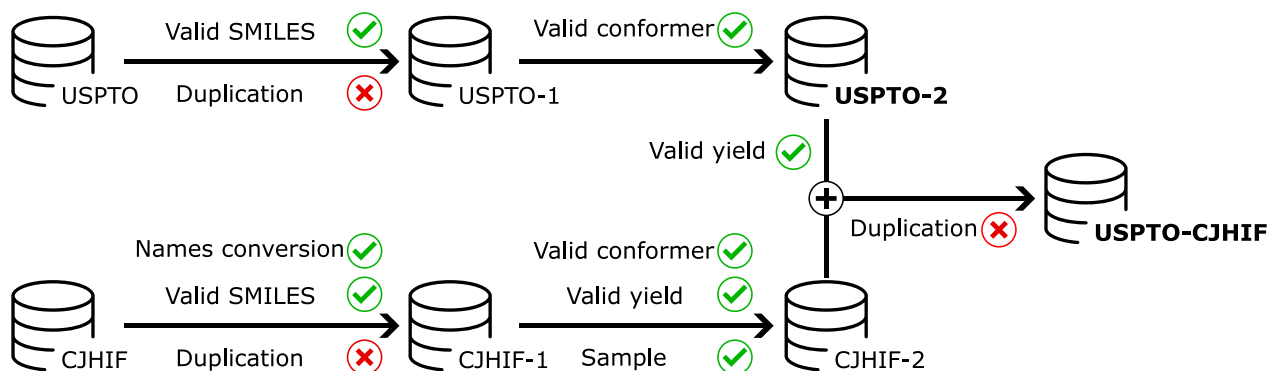 Valid SMILES
Valid conformer
USPTO
Duplication
USPTO-1
USPTO-2
Valid yield
Duplication
USPTO-CJHIF
Names conversion
Valid conformer
Valid SMILES
Valid yield
CJHIF
Duplication
CJHIF-1
Sample
CJHIF-2